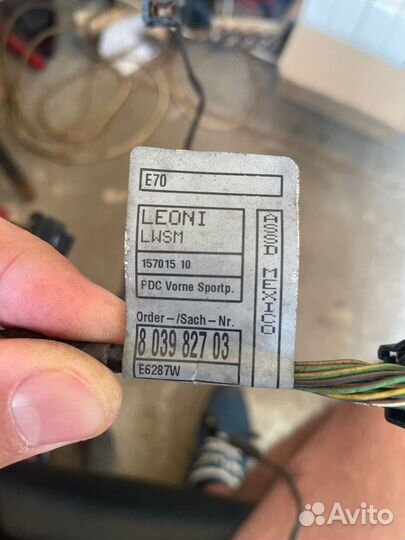 E70
LEONI
LWSM
157015 10
PDC Vorne Sportp.
Order-/Sach-Nr.
8 039 827 03
E6287W
ASSD MEXICO
Avito